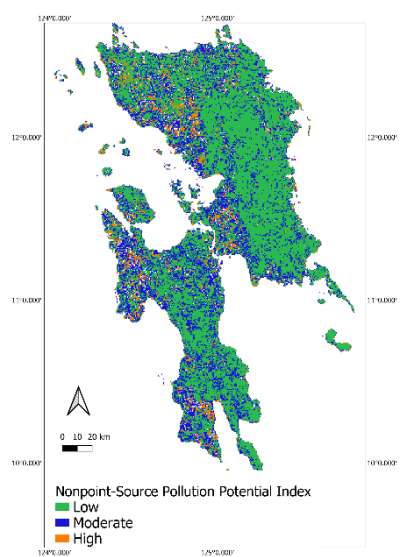 124°0.000' 125°0.000'
12°0.000' 12°0.000'
11°0.000' 11°0.000'
0 10 20 km
10°0.000' 10°0.000'
Nonpoint-Source Pollution Potential Index
Low
Moderate
High
124°0.000' 125°0.000'